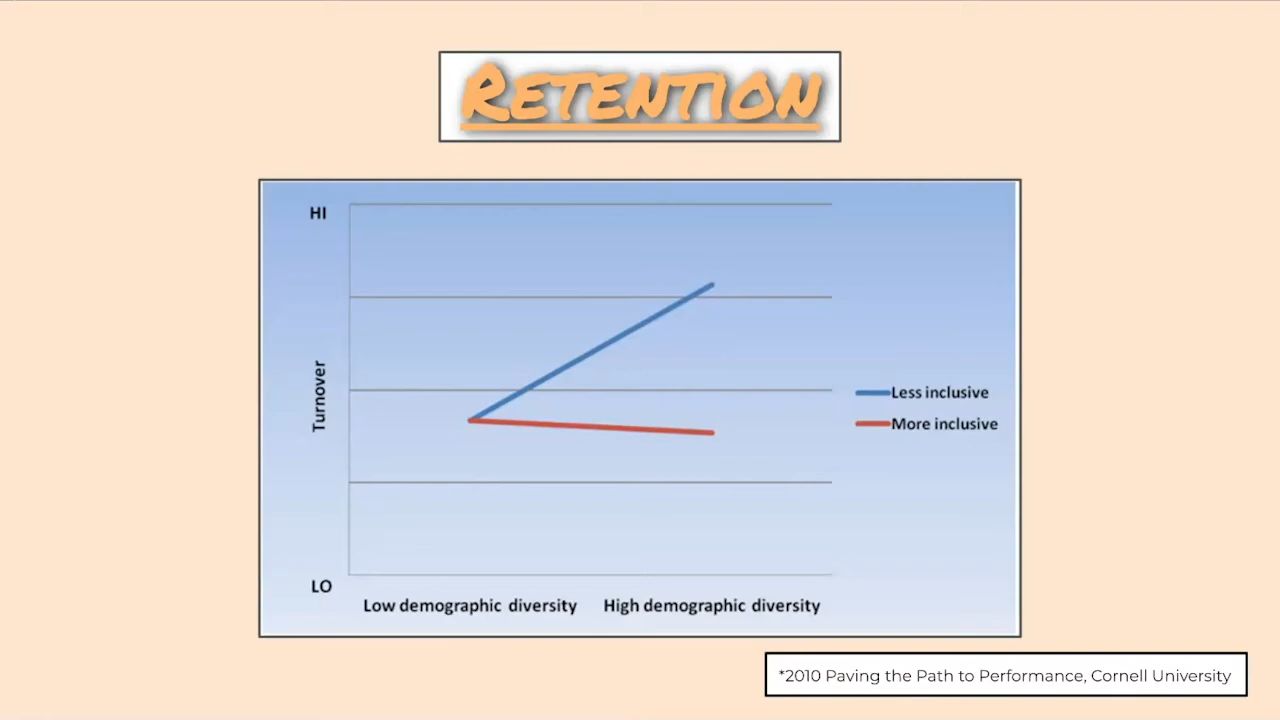 RETENTION
HI
Turnover
Less inclusive
More inclusive
LO
Low demographic diversity
High demographic diversity
*2010 Paving the Path to Performance, Cornell University